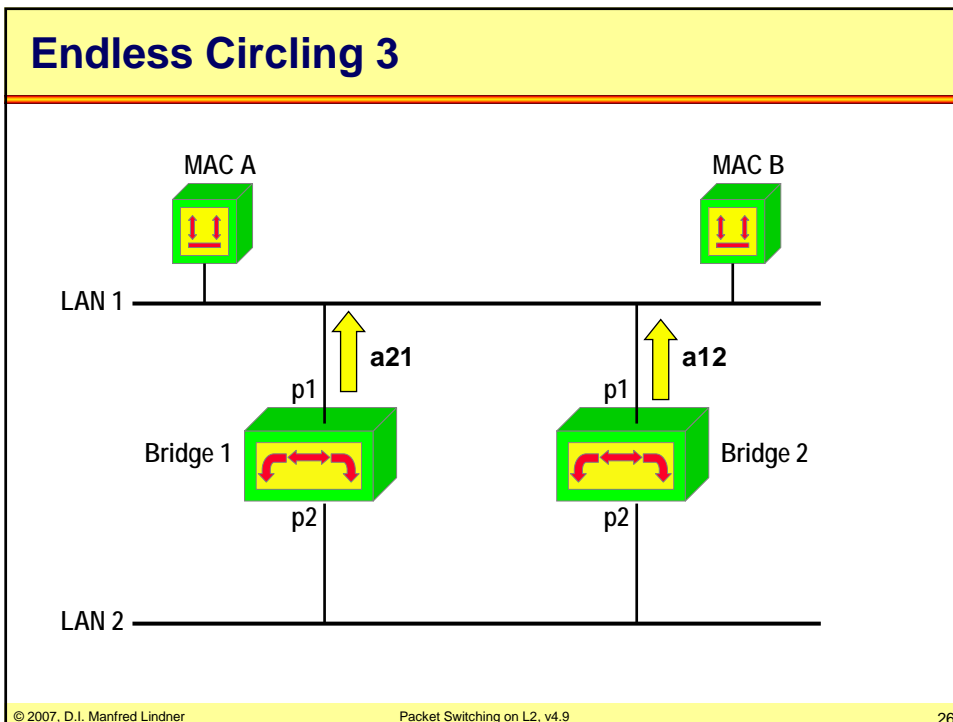 Endless Circling 3
MAC A
MAC B
LAN 1
a21
a12
p1
p1
Bridge 1
Bridge 2
p2
p2
LAN 2
© 2007, D.I. Manfred Lindner
Packet Switching on L2, v4.9
26